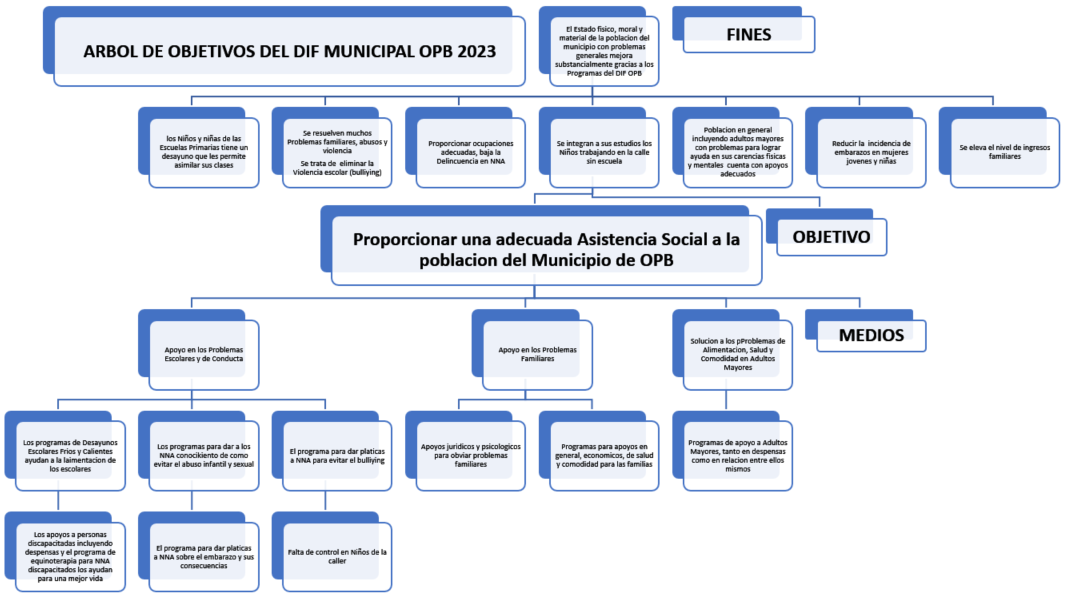 ARBOL DE OBJETIVOS DEL DIF MUNICIPAL OPB 2023
El Estado fisico, moral y
material de la poblacion del
municipio con problemas
generales mejora
substancialmente gracias a los
Programas del DIF OPB
FINES
los Niños y niñas de las
Escuelas Primarias tiene un
desayuno que les permite
asimilar sus clases
Se resuelven muchos
Problemas familiares, abusos y
violencia
Se trata de eliminar la
Violencia escolar (bulliying)
Proporcionar ocupaciones
adecuadas, baja la
Delincuencia en NNA
Se integran a sus estudios los
Niños trabajando en la calle
sin escuela
Poblacion en general
incluyendo adultos mayores
con problemas para lograr
ayuda en sus carencias fisicas
y mentales cuenta con apoyos
adecuados
Reducir la incidencia de
embarazos en mujeres
jovenes y niñas
Se eleva el nivel de ingresos
familiares
Proporcionar una adecuada Asistencia Social a la
poblacion del Municipio de OPB
OBJETIVO
Apoyo en los Problemas
Escolares y de Conducta
Apoyo en los Problemas
Familiares
Solucion a los pProblemas de
Alimentacion, Salud y
Comodidad en Adultos
Mayores
MEDIOS
Los programas de Desayunos
Escolares Frios y Calientes
ayudan a la laimentacion de
los escolares
Los programas para dar a los
NNA conocikiento de como
evitar el abuso infantil y sexual
El programa para dar platicas
a NNA para evitar el bulliying
Apoyos juridicos y psicologicos
para obviar problemas
familiares
Programas para apoyos en
general, economicos, de salud
y comodidad para las familias
Programas de apoyo a Adultos
Mayores, tanto en despensas
como en relacion entre ellos
mismos
Los apoyos a personas
discapacitadas incluyendo
despensas y el programa de
equinoterapia para NNA
discapacitados los ayudan
para una mejor vida
El programa para dar platicas
a NNA sobre el embarazo y sus
consecuencias
Falta de control en Niños de la
caller